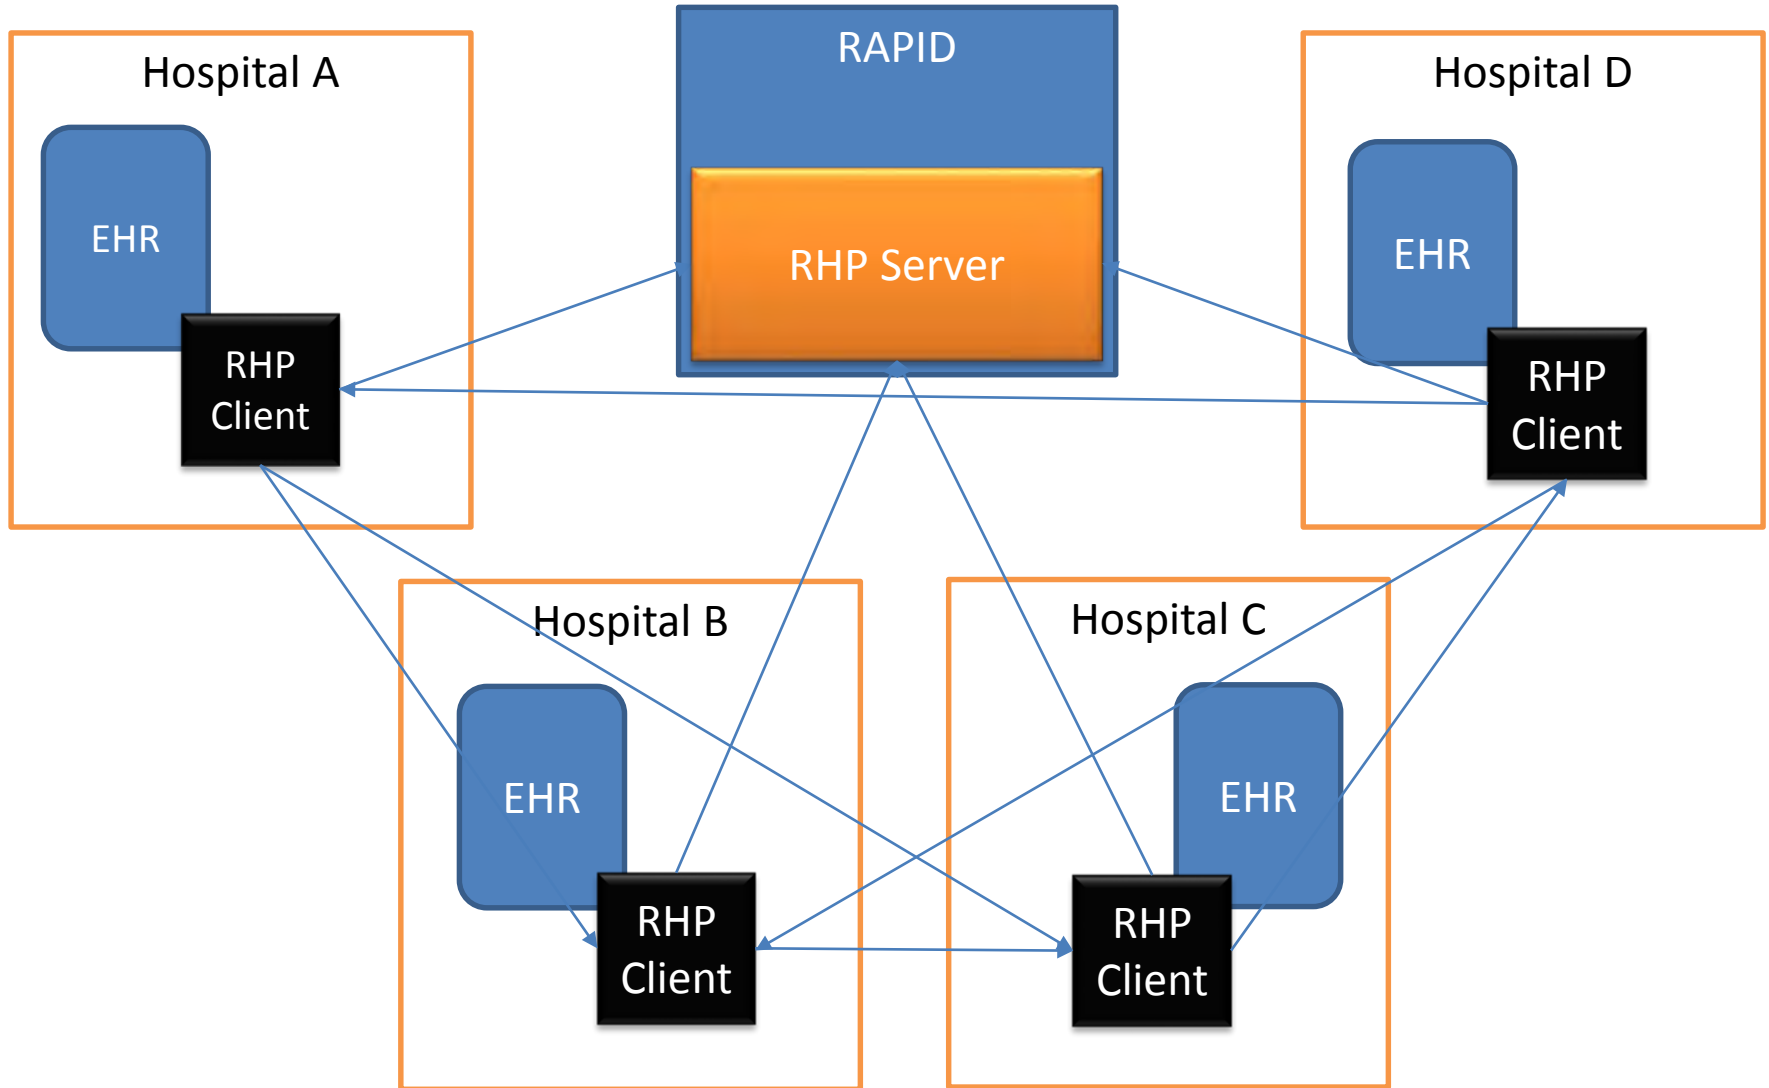 RAPID
RHP Server
Hospital A
EHR
RHP
Client
Hospital D
EHR
RHP
Client
Hospital B
EHR
RHP
Client
Hospital C
EHR
RHP
Client